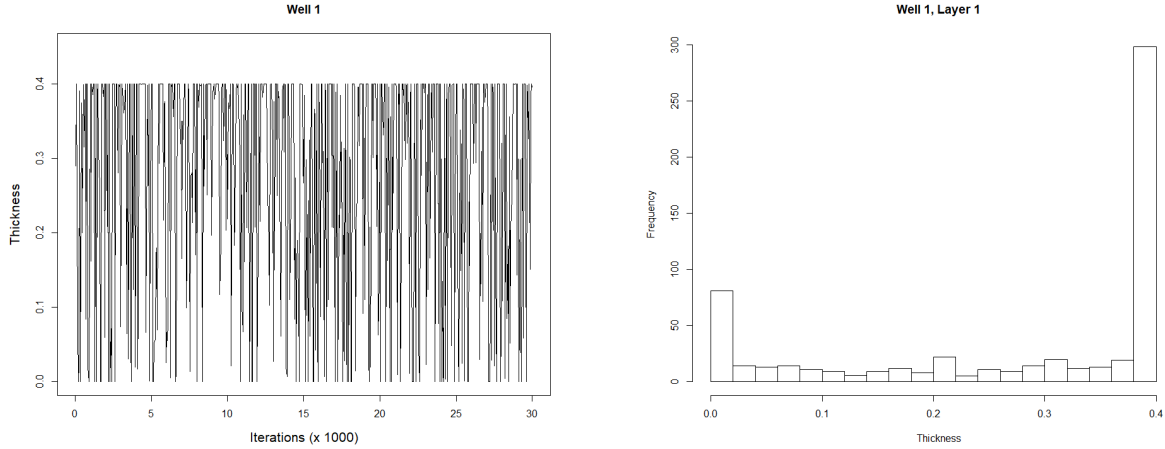 Well 1
Thickness
0.4
0.3
0.2
0.1
0.0
0 5 10 15 20 25 30
Iterations (x 1000)
Well 1, Layer 1
Frequency
300
250
200
150
100
50
0
0.0 0.1 0.2 0.3 0.4
Thickness